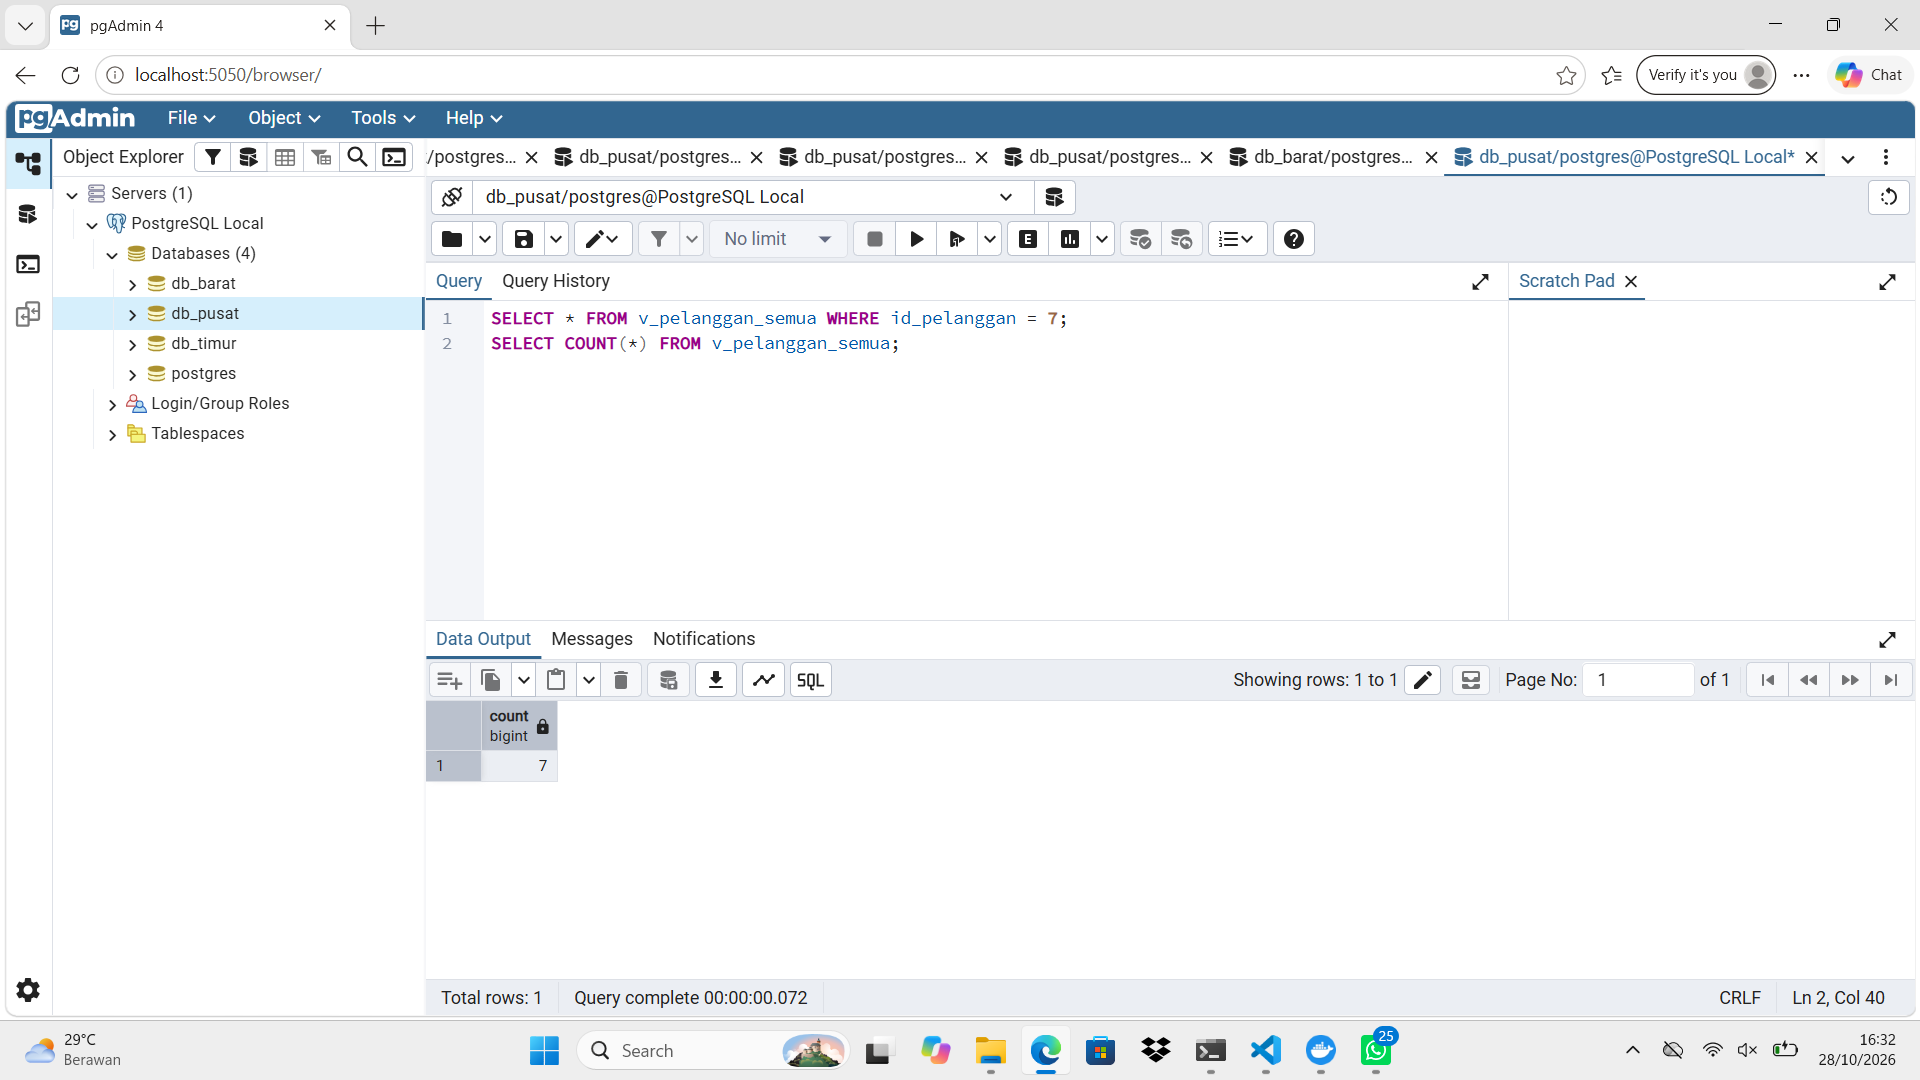 pgAdmin 4
localhost:5050/browser/
Verify it's you
Chat
pgAdmin
File
Object
Tools
Help
Object Explorer
/postgres...
db_pusat/postgres...
db_pusat/postgres...
db_pusat/postgres...
db_barat/postgres...
db_pusat/postgres@PostgreSQL Local*
Servers (1)
PostgreSQL Local
Databases (4)
db_barat
db_pusat
db_timur
postgres
Login/Group Roles
Tablespaces
db_pusat/postgres@PostgreSQL Local
No limit
E
Query
Query History
Scratch Pad
1 SELECT * FROM v_pelanggan_semua WHERE id_pelanggan = 7;
2 SELECT COUNT(*) FROM v_pelanggan_semua;
Data Output
Messages
Notifications
SQL
Showing rows: 1 to 1
Page No: 1 of 1
count
bigint
1 7
Total rows: 1
Query complete 00:00:00.072
CRLF
Ln 2, Col 40
29°C
Berawan
Search
25
16:32
28/10/2026